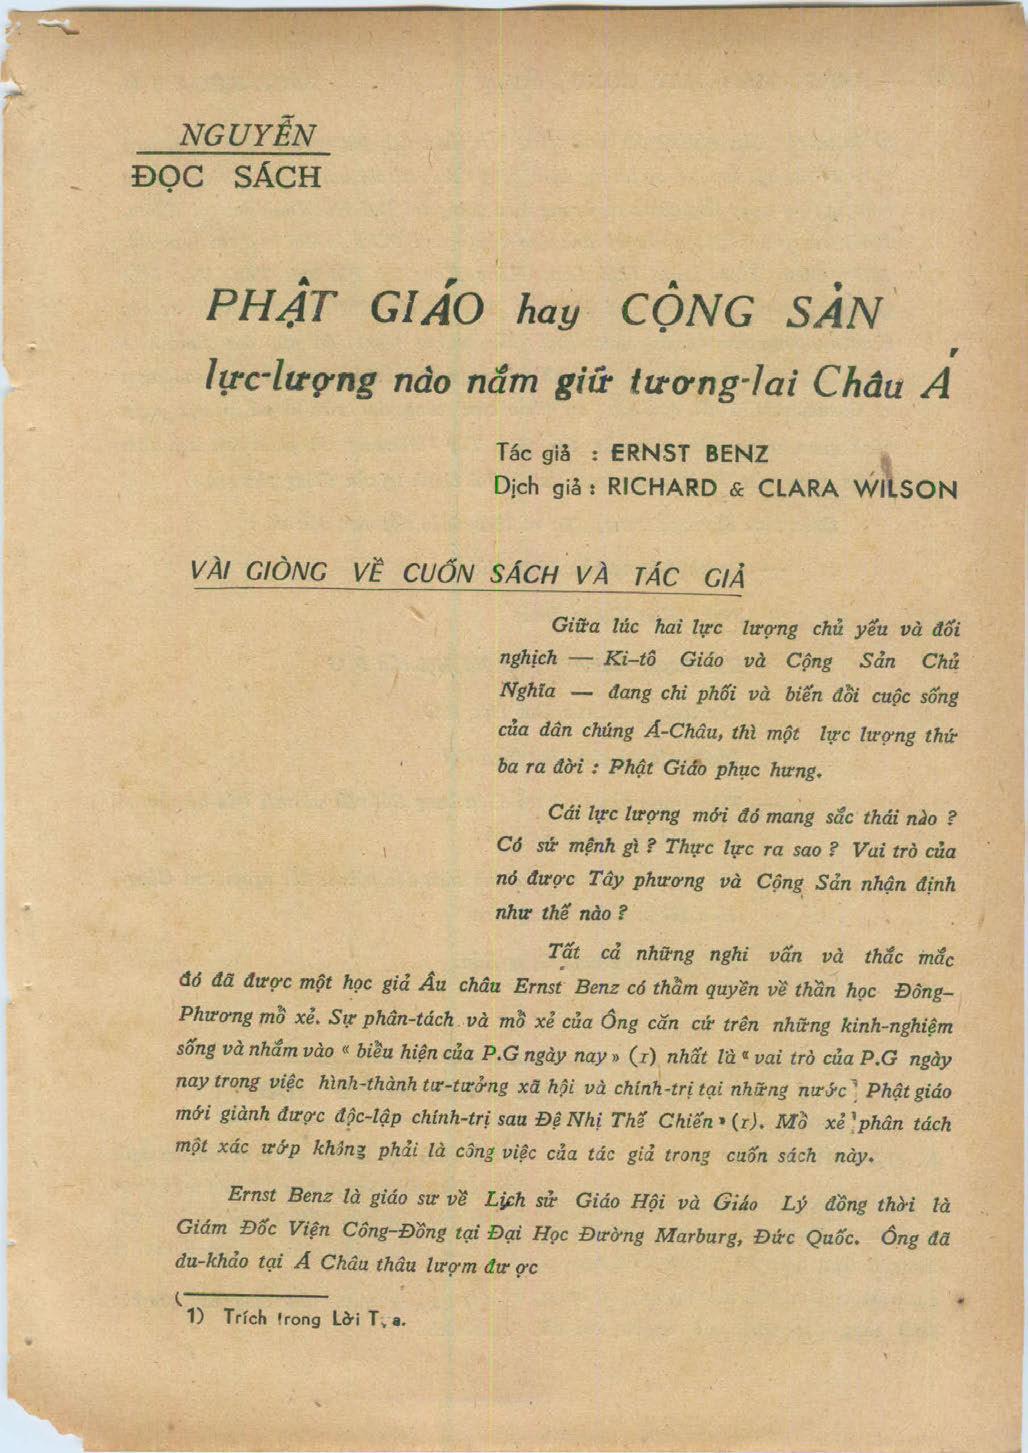 NGUYỄN
ĐỌC SÁCH
PHẬT GIÁO hay CỘNG SẢN
lực-lượng nào nắm giữ tương-lai Châu Á
Tác giả : ERNST BENZ
Dịch giả : RICHARD & CLARA WILSON
VÀI GIÒNG VỀ CUỐN SÁCH VÀ TÁC GIẢ
Giữa lúc hai lực lượng chủ yếu và đối
nghịch — Ki-tô Giáo và Cộng Sản Chủ
Nghĩa — đang chi phối và biến đổi cuộc sống
của dân chúng Á-Châu, thì một lực lượng thứ
ba ra đời : Phật Giáo phục hưng.
Cái lực lượng mới đó mang sắc thái nào ?
Có sứ mệnh gì ? Thực lực ra sao ? Vai trò của
nó được Tây phương và Cộng Sản nhận định
như thế nào ?
Tất cả những nghi vấn và thắc mắc
đó đã được một học giả Âu châu Ernst Benz có thẩm quyền về thần học Đông-
Phương mổ xẻ. Sự phân-tách và mổ xẻ của Ông căn cứ trên những kinh-nghiệm
sống và nhắm vào « biểu hiện của P.G ngày nay » (1) nhất là « vai trò của P.G ngày
nay trong việc hình-thành tư-tưởng xã hội và chính-trị tại những nước Phật giáo
mới giành được độc-lập chính-trị sau Đệ Nhị Thế Chiến » (1). Mổ xẻ phân tách
một xác ướp không phải là công việc của tác giả trong cuốn sách này.
Ernst Benz là giáo sư về Lịch sử Giáo Hội và Giáo Lý đồng thời là
Giám Đốc Viện Công-Đồng tại Đại Học Đường Marburg, Đức Quốc. Ông đã
du-khảo tại Á Châu thâu lượm được
(1) Trích trong Lời